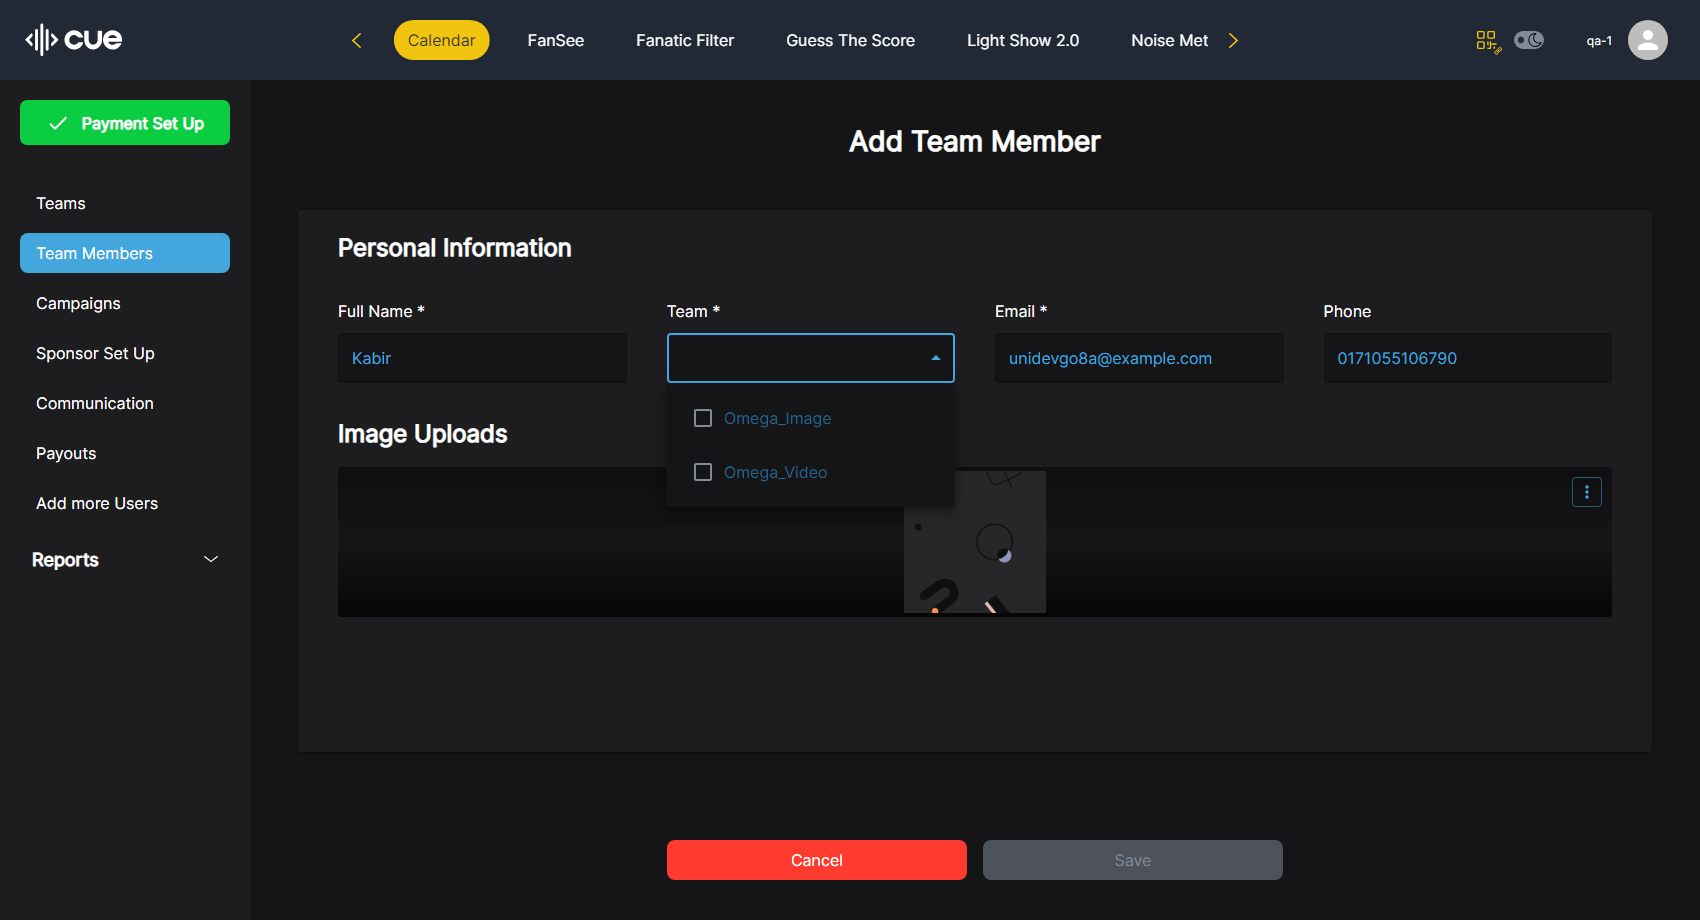 cue
Calendar
FanSee
Fanatic Filter
Guess The Score
Light Show 2.0
Noise Met
qa-1
Payment Set Up
Teams
Team Members
Campaigns
Sponsor Set Up
Communication
Payouts
Add more Users
Reports
Add Team Member
Personal Information
Full Name *
Team *
Email *
Phone
Kabir
unidevgo8a@example.com
0171055106790
Omega_Image
Omega_Video
Image Uploads
Cancel
Save